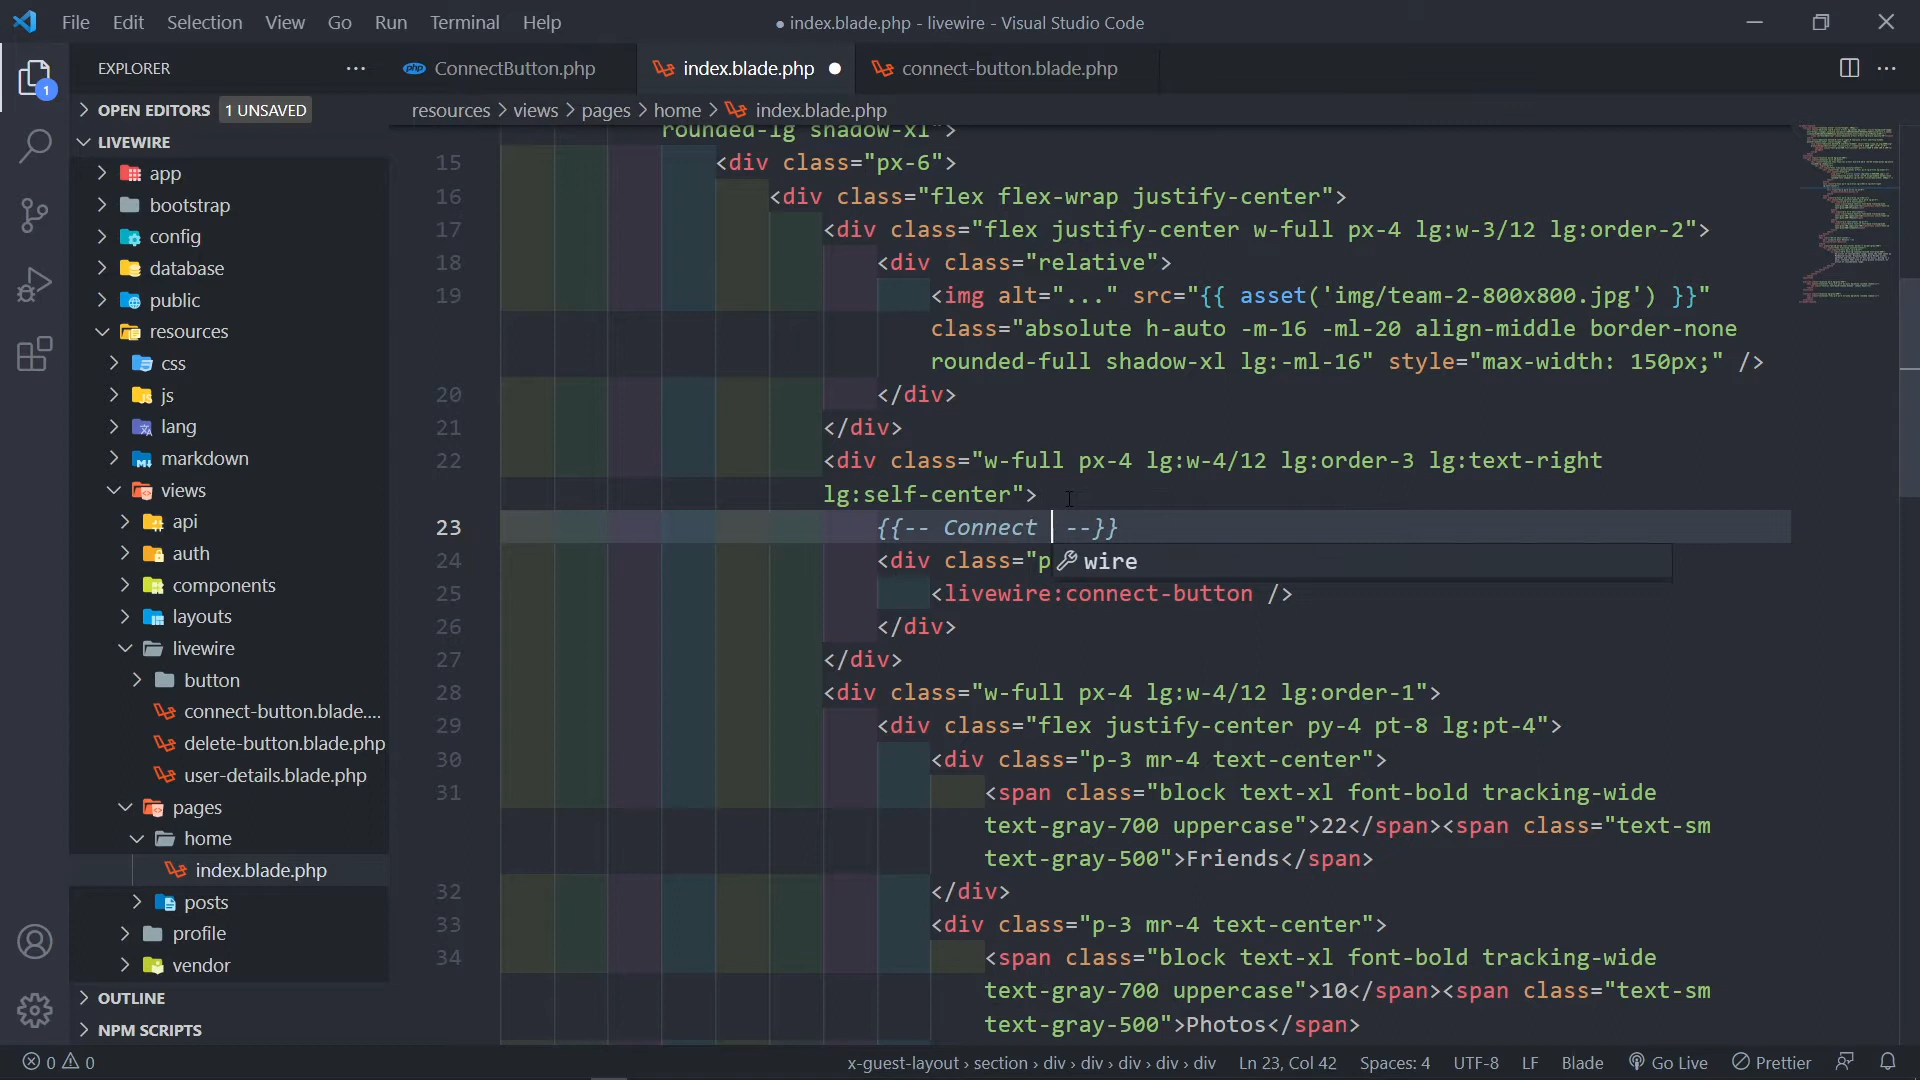 File Edit Selection View Go Run Terminal Help
● index.blade.php - livewire - Visual Studio Code
EXPLORER
ConnectButton.php
index.blade.php
connect-button.blade.php
1
OPEN EDITORS 1 UNSAVED
resources > views > pages > home > index.blade.php
LIVEWIRE
app
bootstrap
config
database
public
resources
css
js
lang
markdown
views
api
auth
components
layouts
livewire
button
connect-button.blade....
delete-button.blade.php
user-details.blade.php
pages
home
index.blade.php
posts
profile
vendor
OUTLINE
NPM SCRIPTS
rounded-lg shadow-xl">
15 <div class="px-6">
16 <div class="flex flex-wrap justify-center">
17 <div class="flex justify-center w-full px-4 lg:w-3/12 lg:order-2">
18 <div class="relative">
19 <img alt="..." src="{{ asset('img/team-2-800x800.jpg') }}"
class="absolute h-auto -m-16 -ml-20 align-middle border-none
rounded-full shadow-xl lg:-ml-16" style="max-width: 150px;" />
20 </div>
21 </div>
22 <div class="w-full px-4 lg:w-4/12 lg:order-3 lg:text-right
lg:self-center">
23 {{-- Connect  --}}
24 <div class="p
wire
25 <livewire:connect-button />
26 </div>
27 </div>
28 <div class="w-full px-4 lg:w-4/12 lg:order-1">
29 <div class="flex justify-center py-4 pt-8 lg:pt-4">
30 <div class="p-3 mr-4 text-center">
31 <span class="block text-xl font-bold tracking-wide
text-gray-700 uppercase">22</span><span class="text-sm
text-gray-500">Friends</span>
32 </div>
33 <div class="p-3 mr-4 text-center">
34 <span class="block text-xl font-bold tracking-wide
text-gray-700 uppercase">10</span><span class="text-sm
text-gray-500">Photos</span>
0 0
x-guest-layout › section › div › div › div › div › div
Ln 23, Col 42
Spaces: 4
UTF-8
LF
Blade
Go Live
Prettier